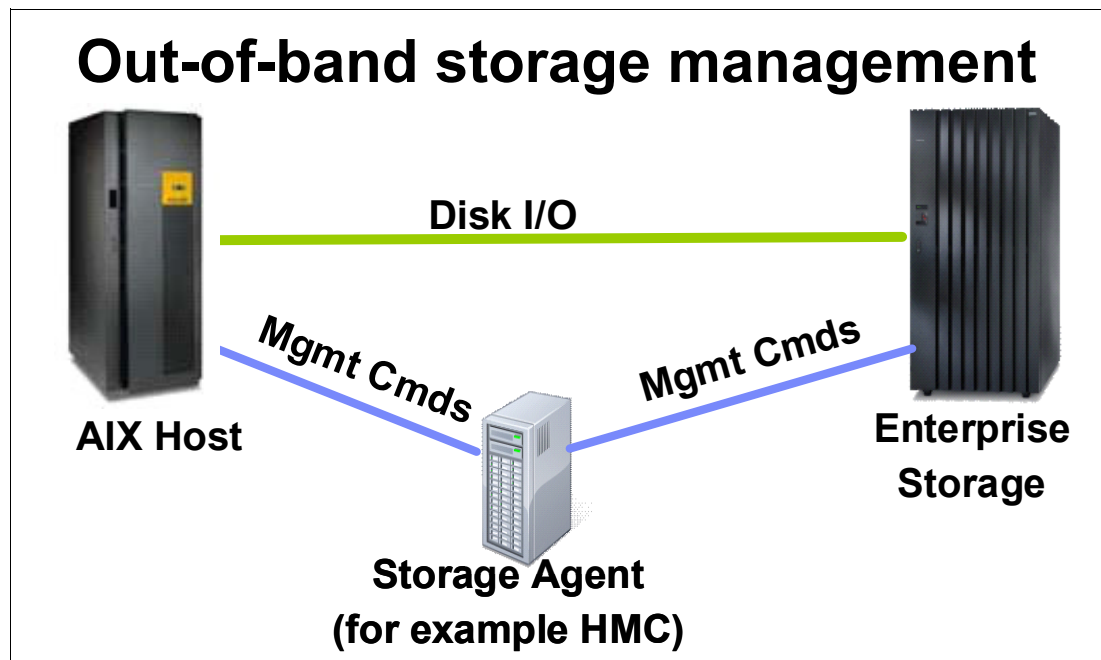 Out-of-band storage management
Disk I/O
Mgmt Cmds
Mgmt Cmds
AIX Host
Enterprise
Storage
Storage Agent
(for example HMC)